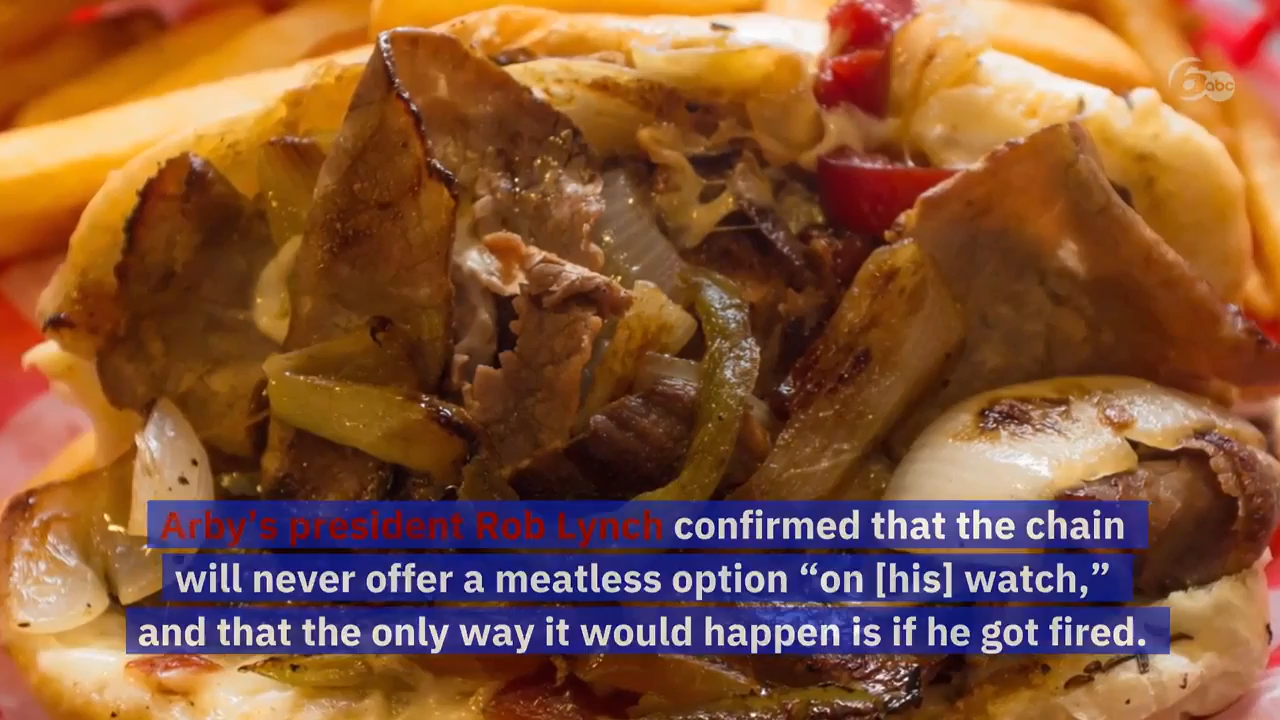 6abc
Arby's president Rob Lynch confirmed that the chain
will never offer a meatless option “on [his] watch,”
and that the only way it would happen is if he got fired.